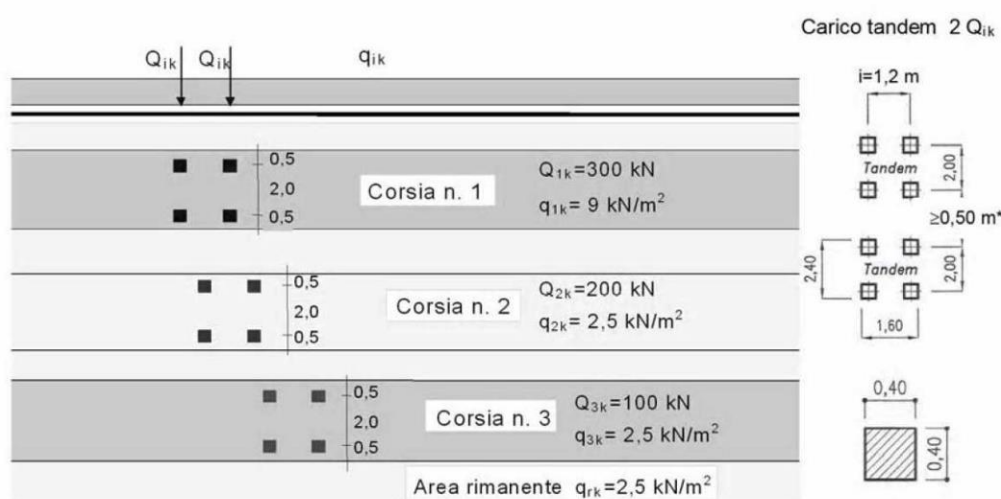 Carico tandem 2 Qik
Qik Qik qik
i=1,2 m
0,5
2,0
0,5
Corsia n. 1
Q1k=300 kN
q1k= 9 kN/m²
Tandem
2,00
≥0,50 m*
0,5
2,0
0,5
Corsia n. 2
Q2k=200 kN
q2k= 2,5 kN/m²
2,40
Tandem
2,00
1,60
0,5
2,0
0,5
Corsia n. 3
Q3k=100 kN
q3k= 2,5 kN/m²
0,40
0,40
Area rimanente qrk=2,5 kN/m²